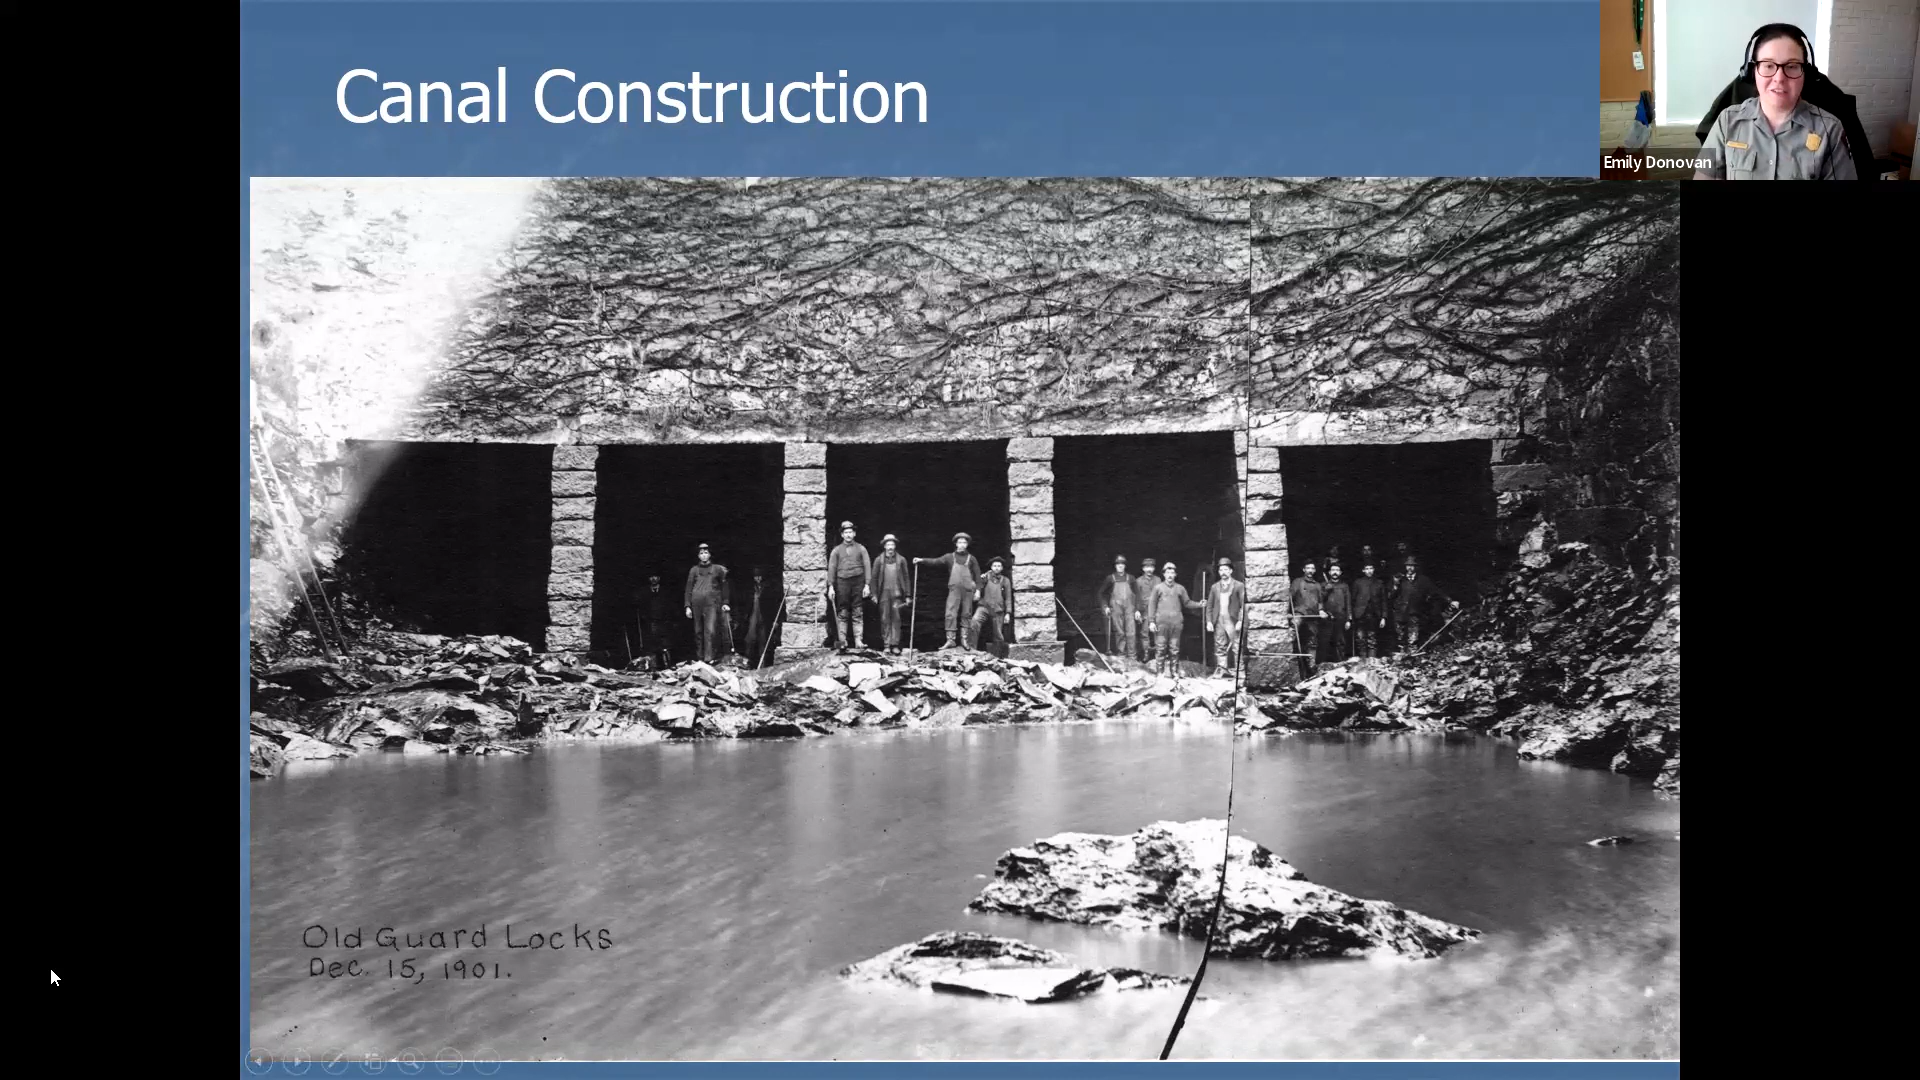 Canal Construction
Emily Donovan
Old Guard Locks
Dec. 15, 1901.